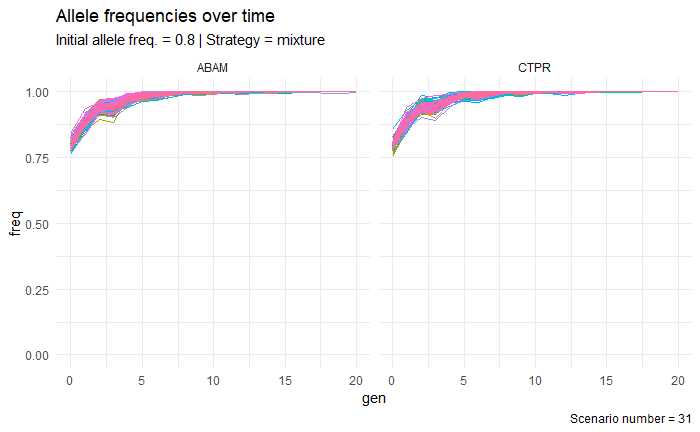 Allele frequencies over time
Initial allele freq. = 0.8 | Strategy = mixture
ABAM
CTPR
1.00
0.75
0.50
0.25
0.00
freq
0 5 10 15 20
0 5 10 15 20
gen
Scenario number = 31